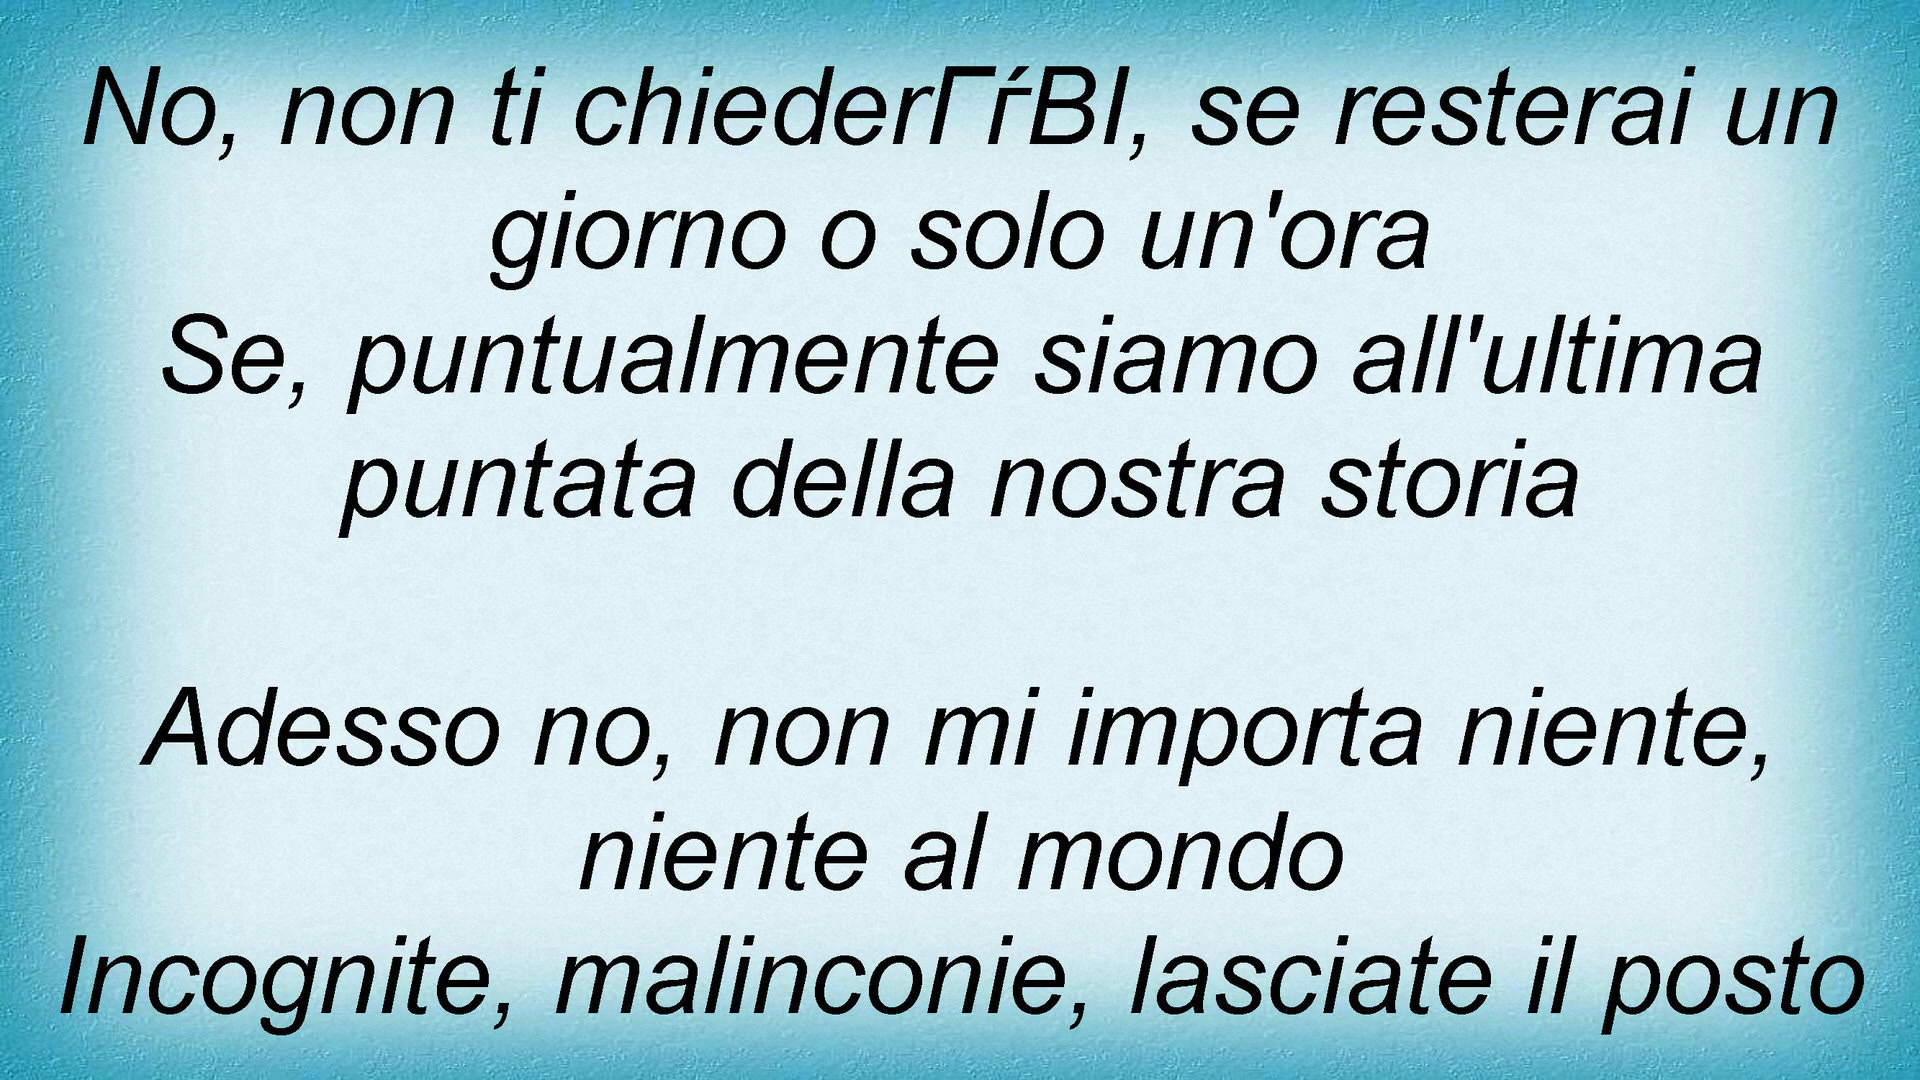 No, non ti chiederГѓВІ, se resterai un
giorno o solo un'ora
Se, puntualmente siamo all'ultima
puntata della nostra storia
Adesso no, non mi importa niente,
niente al mondo
Incognite, malinconie, lasciate il posto